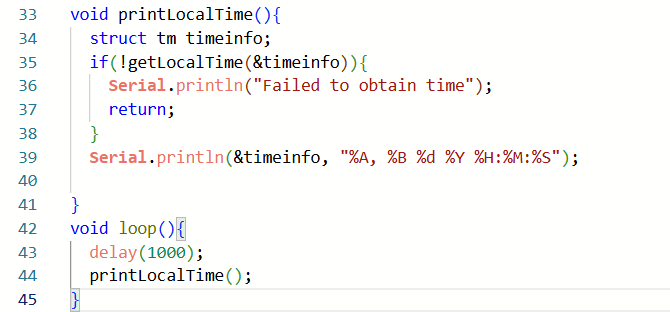 33 void printLocalTime(){
34   struct tm timeinfo;
35   if(!getLocalTime(&timeinfo)){
36     Serial.println("Failed to obtain time");
37     return;
38   }
39   Serial.println(&timeinfo, "%A, %B %d %Y %H:%M:%S");
40
41 }
42 void loop(){
43   delay(1000);
44   printLocalTime();
45 }